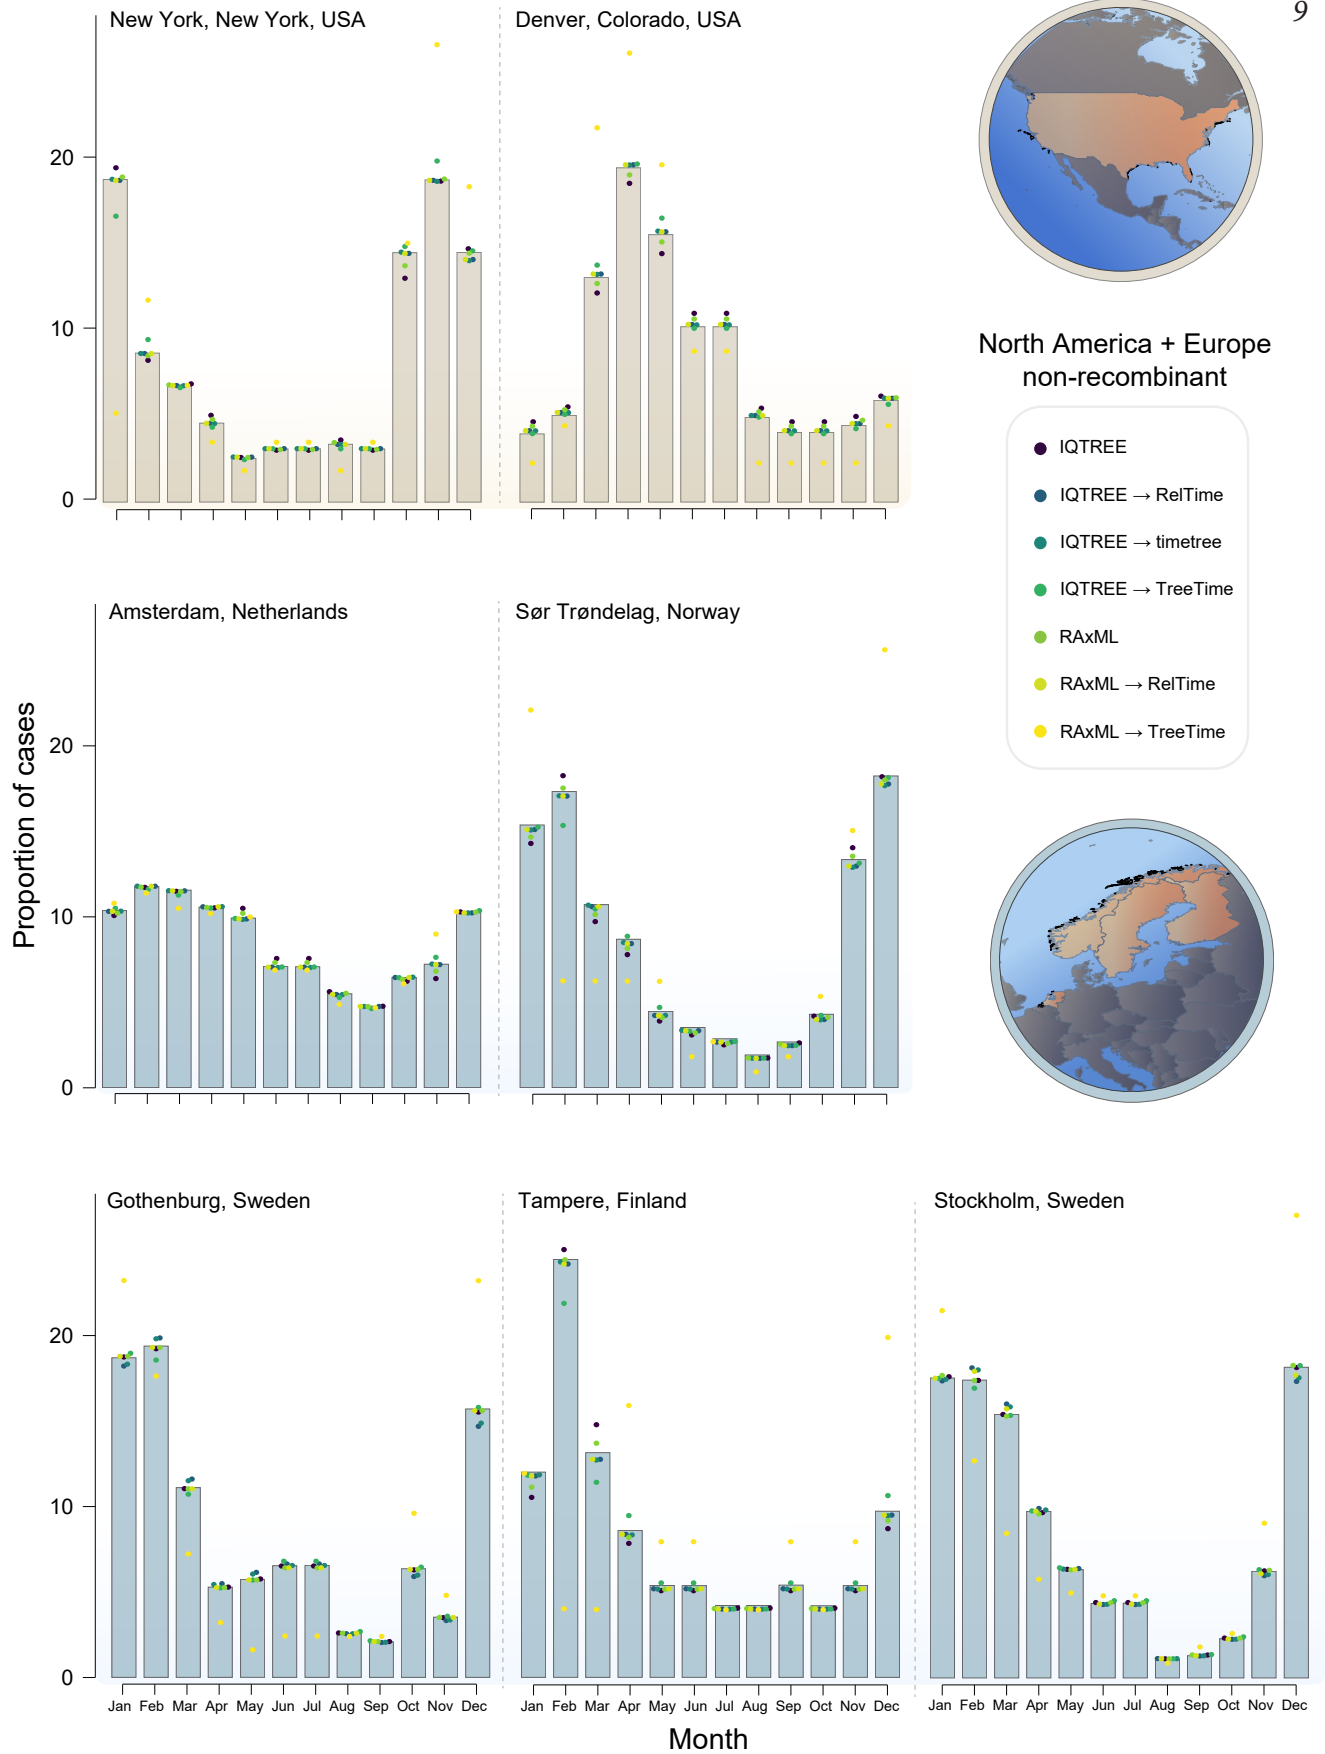 9
New York, New York, USA
Denver, Colorado, USA
20
10
0
North America + Europe
non-recombinant
IQTREE
IQTREE → RelTime
IQTREE → timetree
IQTREE → TreeTime
RAxML
RAxML → RelTime
RAxML → TreeTime
Proportion of cases
Amsterdam, Netherlands
Sør Trøndelag, Norway
20
10
0
Gothenburg, Sweden
Tampere, Finland
Stockholm, Sweden
20
10
0
Jan Feb Mar Apr May Jun Jul Aug Sep Oct Nov Dec
Jan Feb Mar Apr May Jun Jul Aug Sep Oct Nov Dec
Jan Feb Mar Apr May Jun Jul Aug Sep Oct Nov Dec
Month